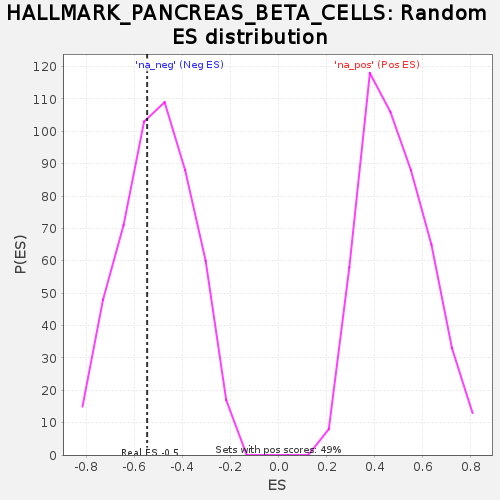 HALLMARK_PANCREAS_BETA_CELLS: Random
ES distribution
'na_neg' (Neg ES)
'na_pos' (Pos ES)
120
110
100
90
80
70
60
50
40
30
20
10
0
P(ES)
Real ES -0.5
Sets with pos scores: 49%
-0.8 -0.6 -0.4 -0.2 0.0 0.2 0.4 0.6 0.8
ES